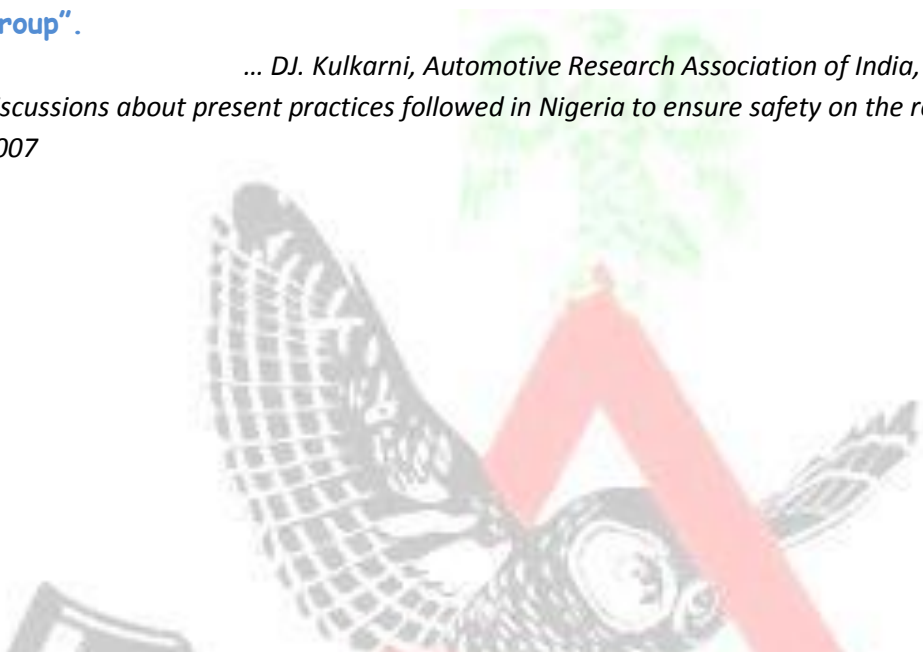 roup”.
… DJ. Kulkarni, Automotive Research Association of India,
iscussions about present practices followed in Nigeria to ensure safety on the r
007